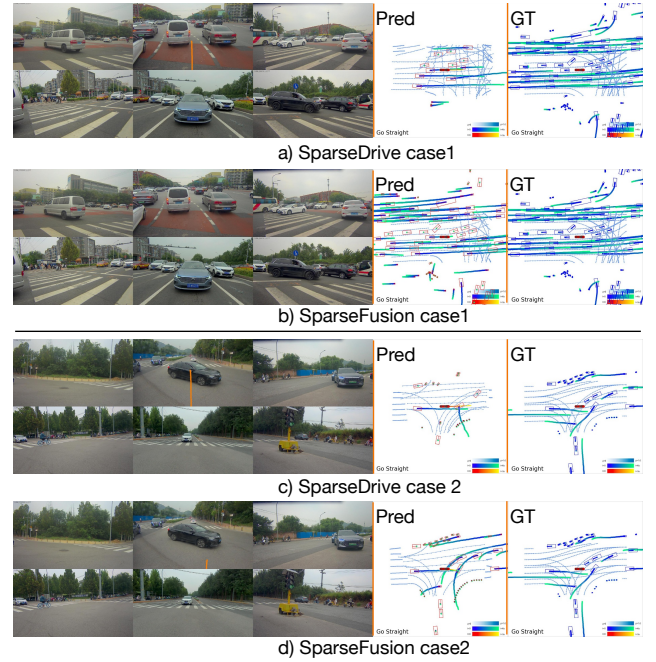 Pred
GT
Go Straight
Go Straight
a) SparseDrive case1
Pred
GT
Go Straight
Go Straight
b) SparseFusion case1
Pred
GT
Go Straight
Go Straight
c) SparseDrive case 2
Pred
GT
Go Straight
Go Straight
d) SparseFusion case2